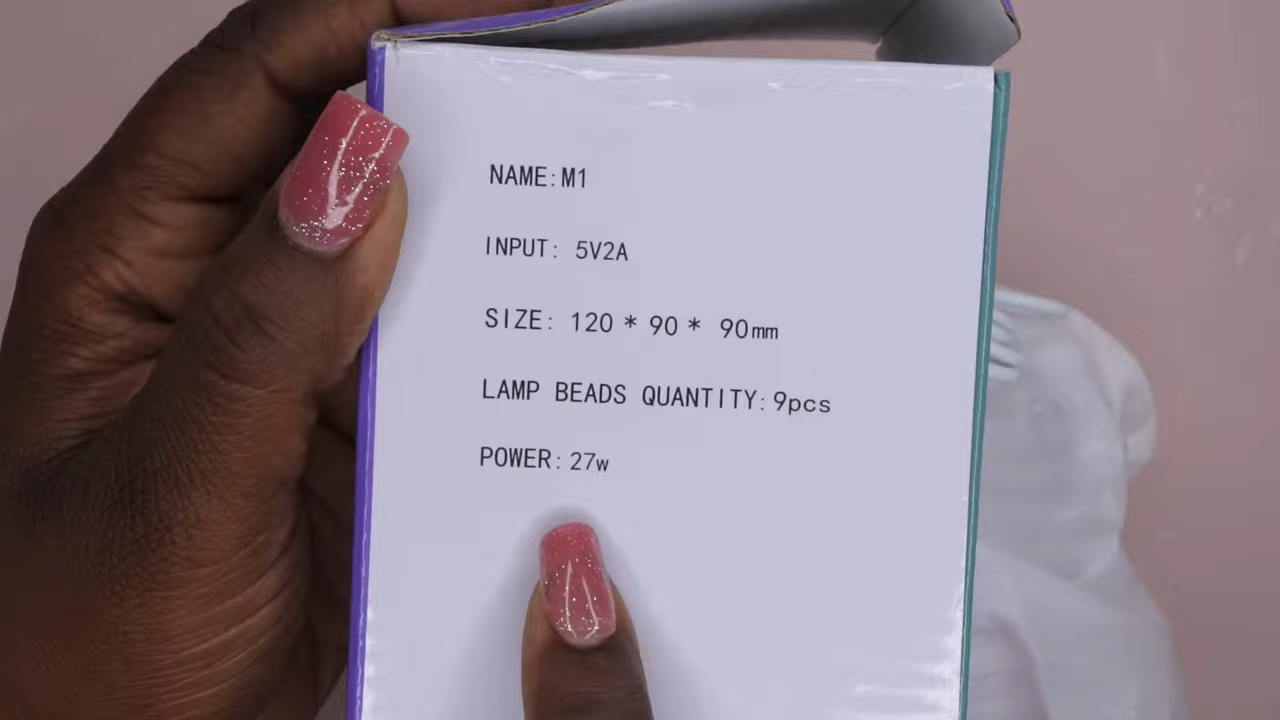 NAME:M1
INPUT: 5V2A
SIZE: 120 * 90 * 90mm
LAMP BEADS QUANTITY:9pcs
POWER:27w